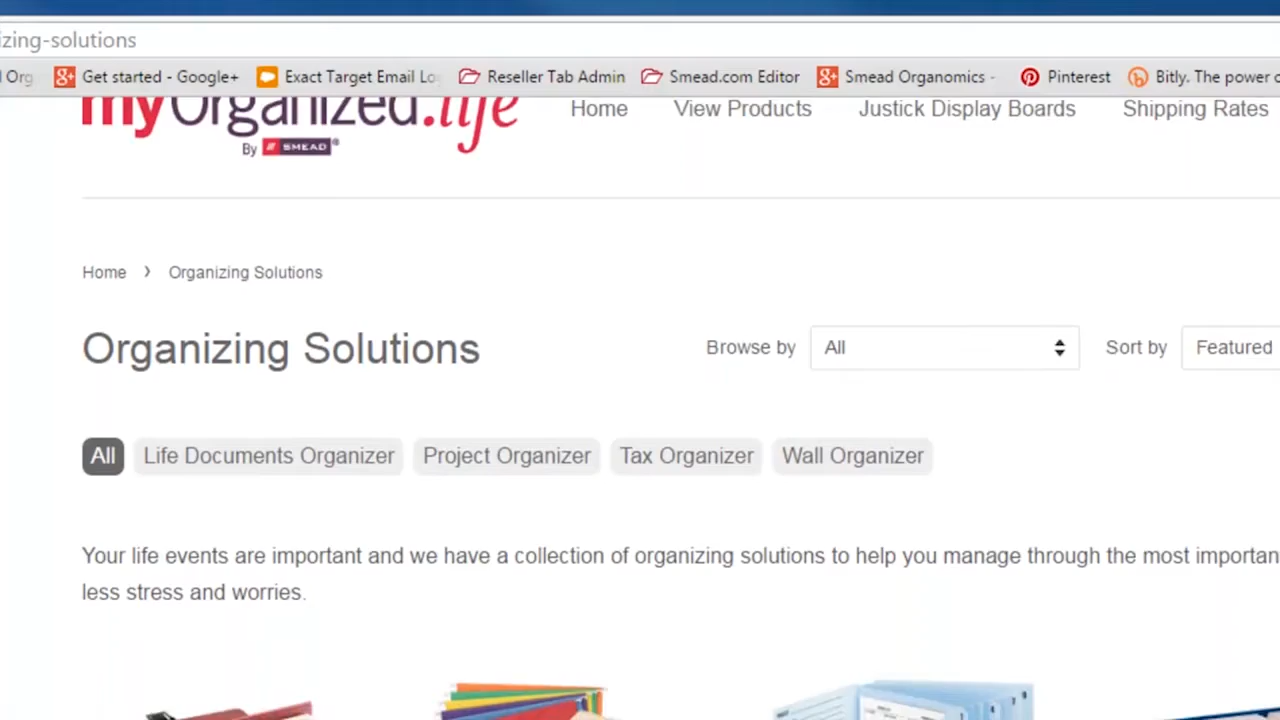 izing-solutions
Org Get started - Google+ Exact Target Email Lo Reseller Tab Admin Smead.com Editor Smead Organomics - Pinterest Bitly. The power o
myOrganized.life Home View Products Justick Display Boards Shipping Rates
By SMEAD®
Home › Organizing Solutions
Organizing Solutions Browse by All Sort by Featured
All Life Documents Organizer Project Organizer Tax Organizer Wall Organizer
Your life events are important and we have a collection of organizing solutions to help you manage through the most importan
less stress and worries.